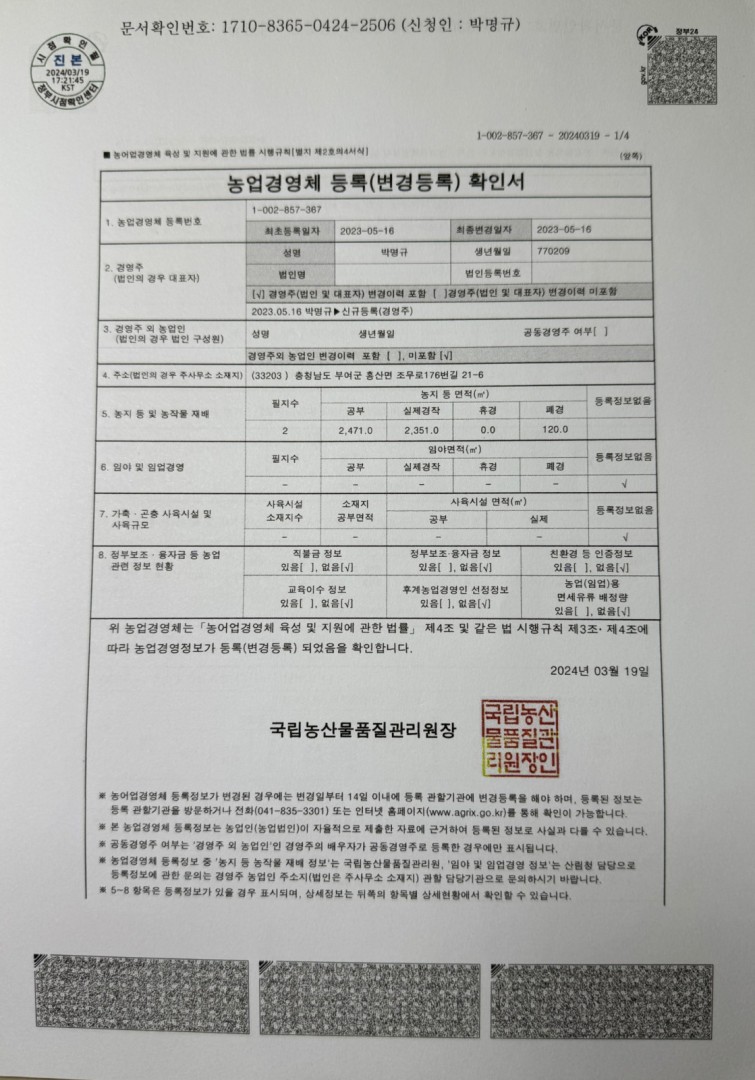 문서확인번호: 1710-8365-0424-2506 (신청인 : 박명규)
시점확인필
진본
2024/03/19
17:21:45
KST
정부시점확인센터
정부24
gov.kr
1-002-857-367 - 20240319 - 1/4
■ 농어업경영체 육성 및 지원에 관한 법률 시행규칙[별지 제2호의4서식]
(앞쪽)
농업경영체 등록(변경등록) 확인서
1. 농업경영체 등록번호
1-002-857-367
최초등록일자 2023-05-16 최종변경일자 2023-05-16
2. 경영주
(법인의 경우 대표자)
성명 박명규 생년월일 770209
법인명 법인등록번호
[√] 경영주(법인 및 대표자) 변경이력 포함 [ ]경영주(법인 및 대표자) 변경이력 미포함
2023.05.16 박명규▶신규등록(경영주)
3. 경영주 외 농업인
(법인의 경우 법인 구성원)
성명 생년월일 공동경영주 여부[ ]
경영주외 농업인 변경이력 포함 [ ], 미포함[√]
4. 주소(법인의 경우 주사무소 소재지) (33203 ) 충청남도 부여군 홍산면 조무로176번길 21-6
5. 농지 등 및 농작물 재배
필지수 농지 등 면적(㎡) 등록정보없음
공부 실제경작 휴경 폐경
2 2,471.0 2,351.0 0.0 120.0
6. 임야 및 임업경영
필지수 임야면적(㎡) 등록정보없음
공부 실제경작 휴경 폐경
- - - - - √
7. 가축ㆍ곤충 사육시설 및
사육규모
사육시설 소재지수 소재지 공부면적 사육시설 면적(㎡) 등록정보없음
공부 실제
- - - - √
8. 정부보조ㆍ융자금 등 농업
관련 정보 현황
직불금 정보 정부보조·융자금 정보 친환경 등 인증정보
있음[ ], 없음[√] 있음[ ], 없음[√] 있음[ ], 없음[√]
교육이수 정보 후계농업경영인 선정정보 농업(임업)용 면세유류 배정량
있음[ ], 없음[√] 있음[ ], 없음[√] 있음[ ], 없음[√]
위 농업경영체는「농어업경영체 육성 및 지원에 관한 법률」 제4조 및 같은 법 시행규칙 제3조· 제4조에
따라 농업경영정보가 등록(변경등록) 되었음을 확인합니다.
2024년 03월 19일
국립농산물품질관리원장
국립농산
물품질관
리원장인
※ 농어업경영체 등록정보가 변경된 경우에는 변경일부터 14일 이내에 등록 관할기관에 변경등록을 해야 하며, 등록된 정보는
등록 관할기관을 방문하거나 전화(041-835-3301) 또는 인터넷 홈페이지(www.agrix.go.kr)를 통해 확인이 가능합니다.
※ 본 농업경영체 등록정보는 농업인(농업법인)이 자율적으로 제출한 자료에 근거하여 등록된 정보로 사실과 다를 수 있습니다.
※ 공동경영주 여부는 '경영주 외 농업인'인 경영주의 배우자가 공동경영주로 등록한 경우에만 표시됩니다.
※ 농업경영체 등록정보 중 '농지 등 농작물 재배 정보'는 국립농산물품질관리원, '임야 및 임업경영 정보'는 산림청 담당으로
등록정보에 관한 문의는 경영주 농업인 주소지(법인은 주사무소 소재지) 관할 담당기관으로 문의하시기 바랍니다.
※ 5~8 항목은 등록정보가 있을 경우 표시되며, 상세정보는 뒤쪽의 항목별 상세현황에서 확인할 수 있습니다.